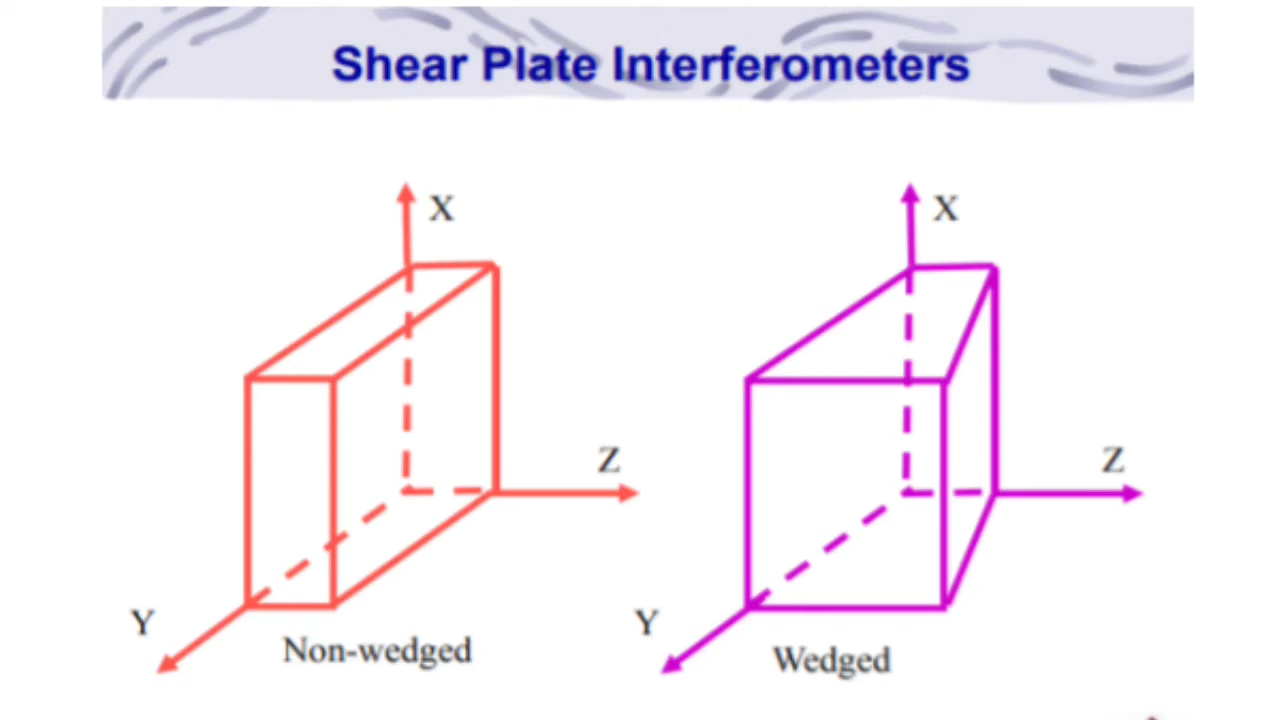 Shear Plate Interferometers
X
X
Z
Z
Y
Y
Non-wedged
Wedged